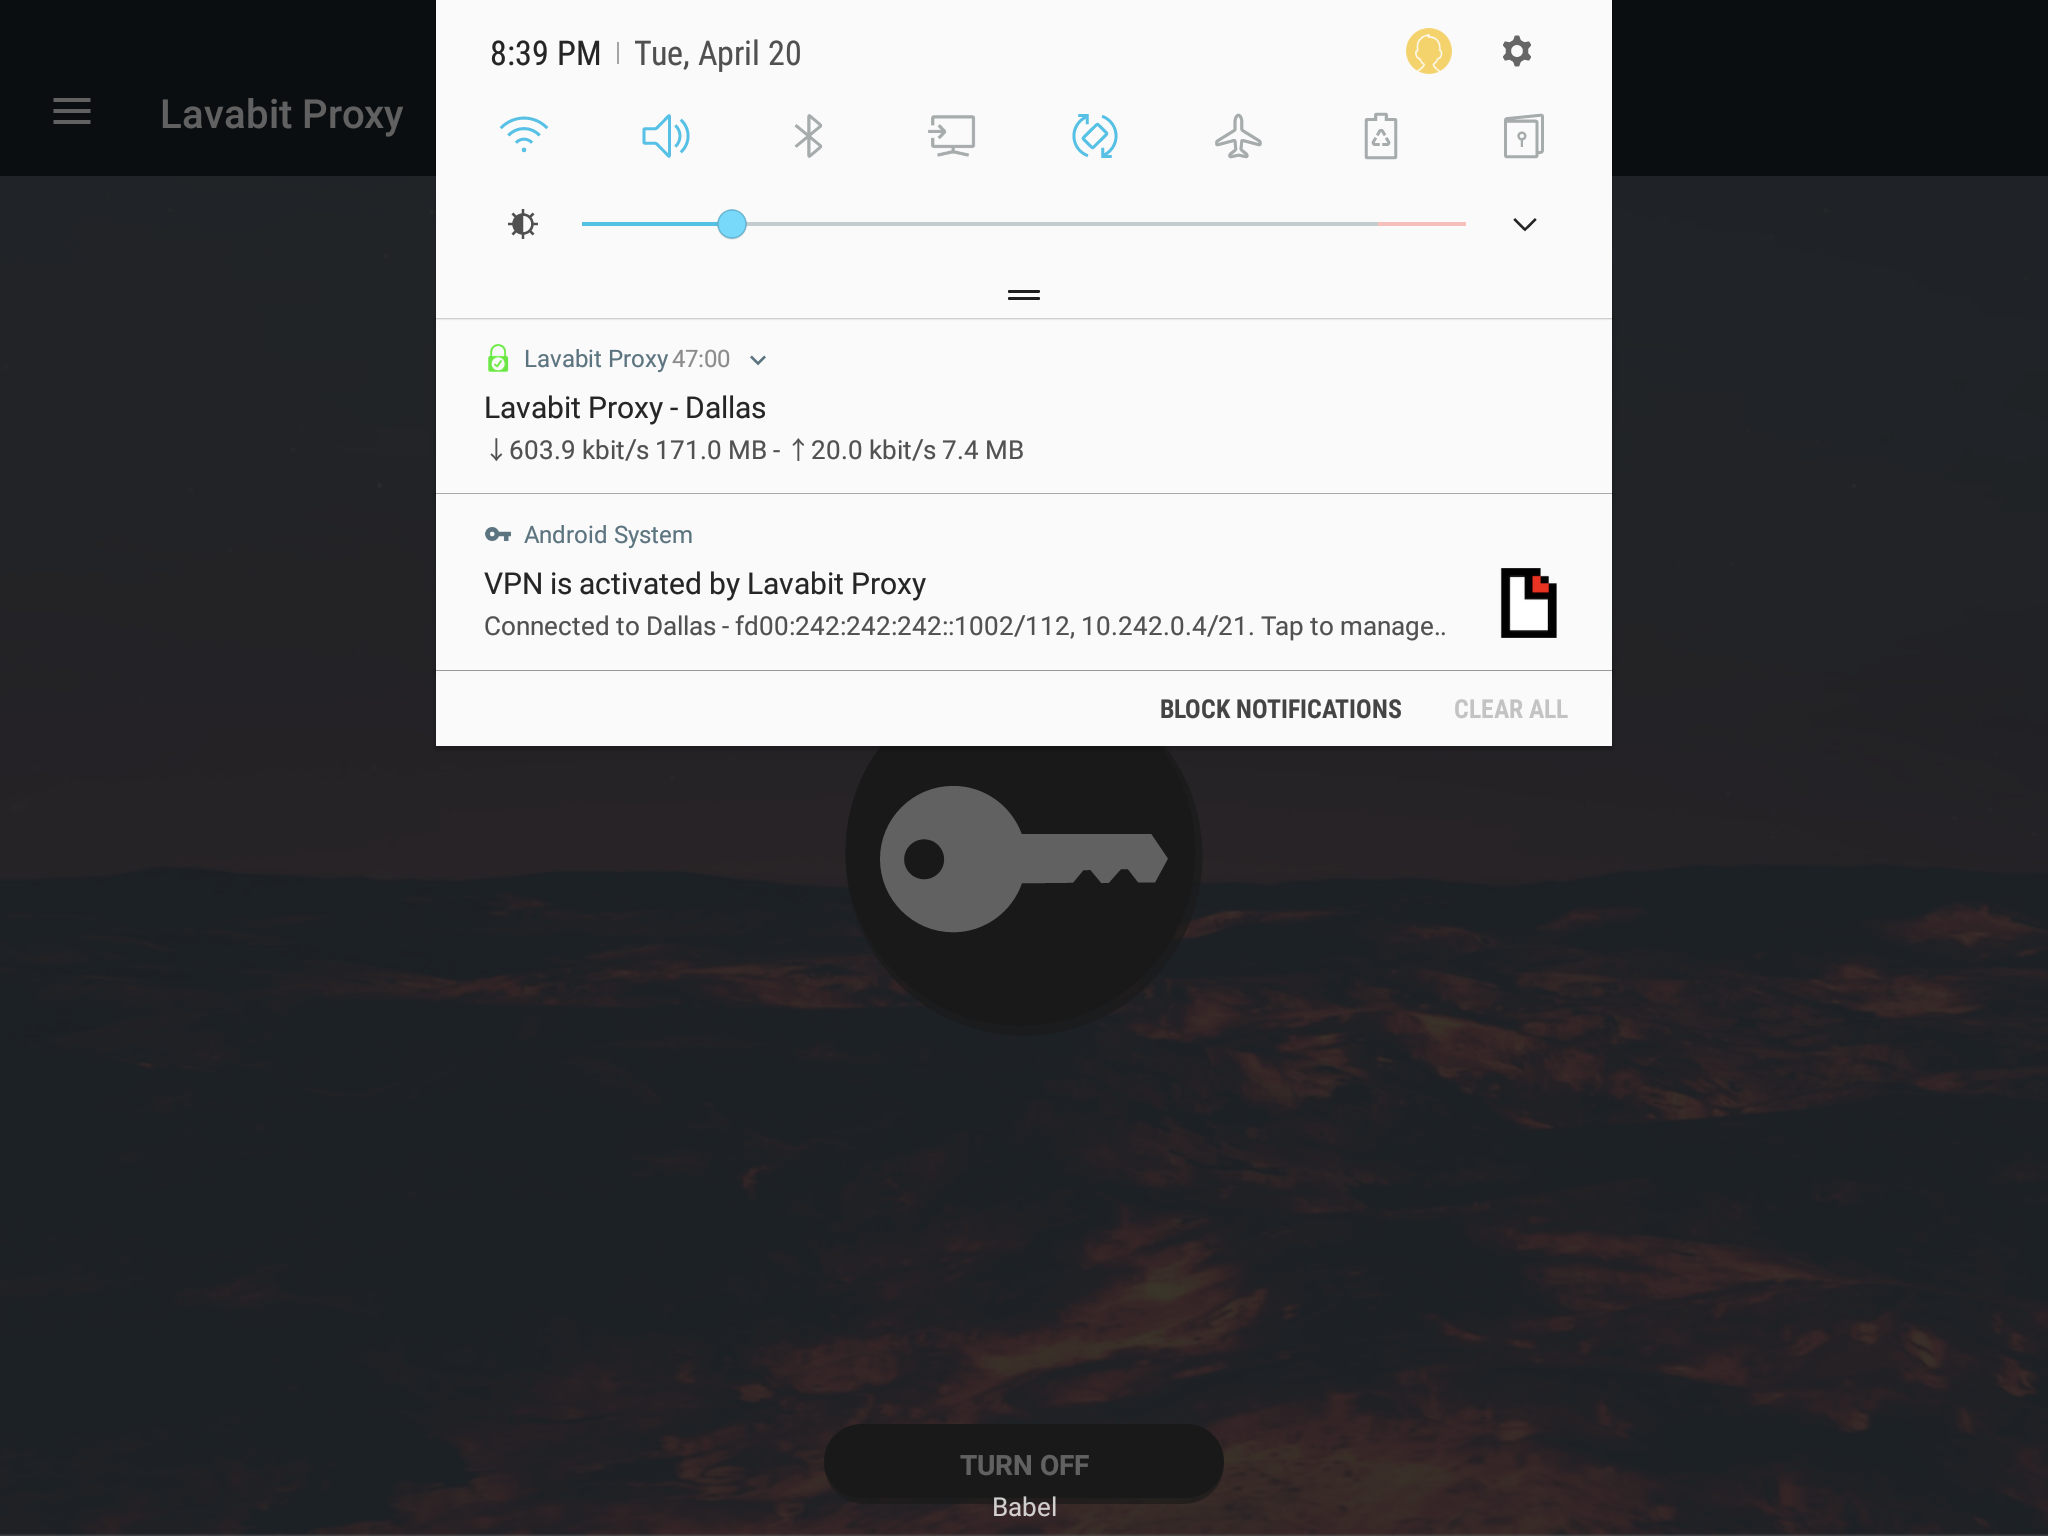 8:39 PM | Tue, April 20
Lavabit Proxy
Lavabit Proxy 47:00
Lavabit Proxy - Dallas
↓603.9 kbit/s 171.0 MB - ↑20.0 kbit/s 7.4 MB
Android System
VPN is activated by Lavabit Proxy
Connected to Dallas - fd00:242:242:242::1002/112, 10.242.0.4/21. Tap to manage..
BLOCK NOTIFICATIONS CLEAR ALL
TURN OFF
Babel